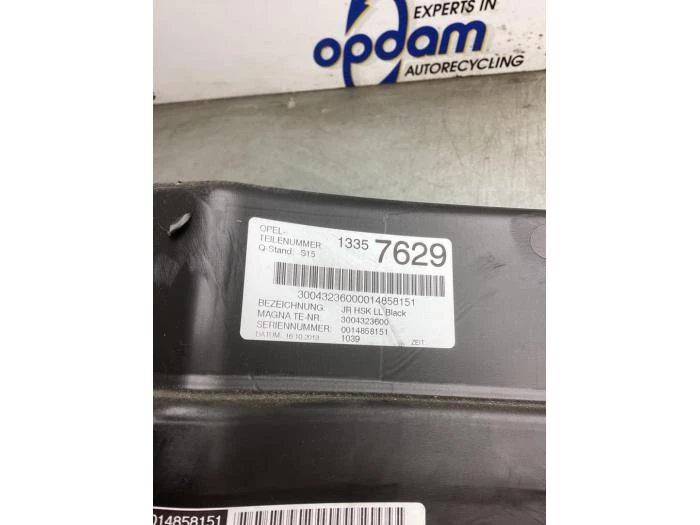 EXPERTS IN
opdam
AUTORECYCLING
OPEL-
TEILENUMMER: 1335 7629
Q-Stand: S15
30043236000014858151
BEZEICHNUNG: JR HSK LL Black
MAGNA TE-NR. 3004323600
SERIENNUMMER: 0014858151
DATUM: 16.10.2013 1039 ZEIT:
0014858151